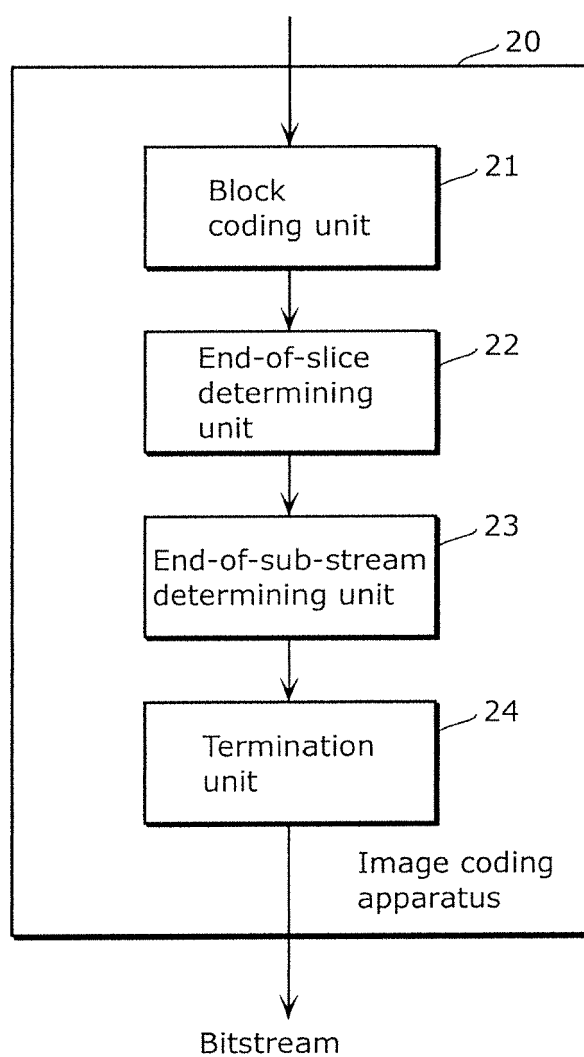 20
21
Block
coding unit
22
End-of-slice
determining
unit
23
End-of-sub-stream
determining unit
24
Termination
unit
Image coding
apparatus
Bitstream